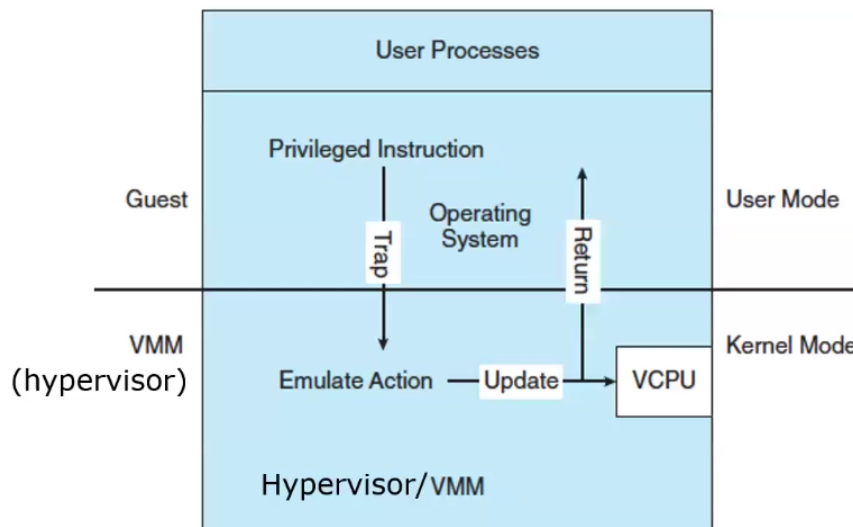 User Processes
Privileged Instruction
Guest
User Mode
Operating
System
Trap
Return
VMM
(hypervisor)
Kernel Mode
Emulate Action
Update
VCPU
Hypervisor/VMM